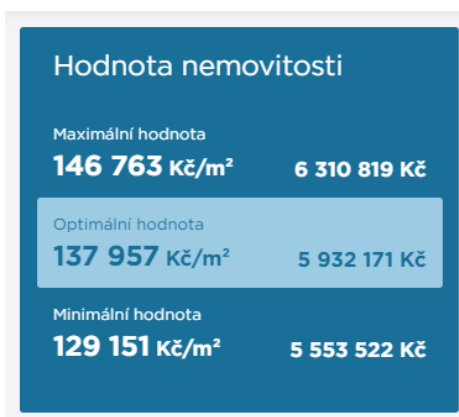 Hodnota nemovitosti
Maximální hodnota
146 763 Kč/m² 6 310 819 Kč
Optimální hodnota
137 957 Kč/m² 5 932 171 Kč
Minimální hodnota
129 151 Kč/m² 5 553 522 Kč